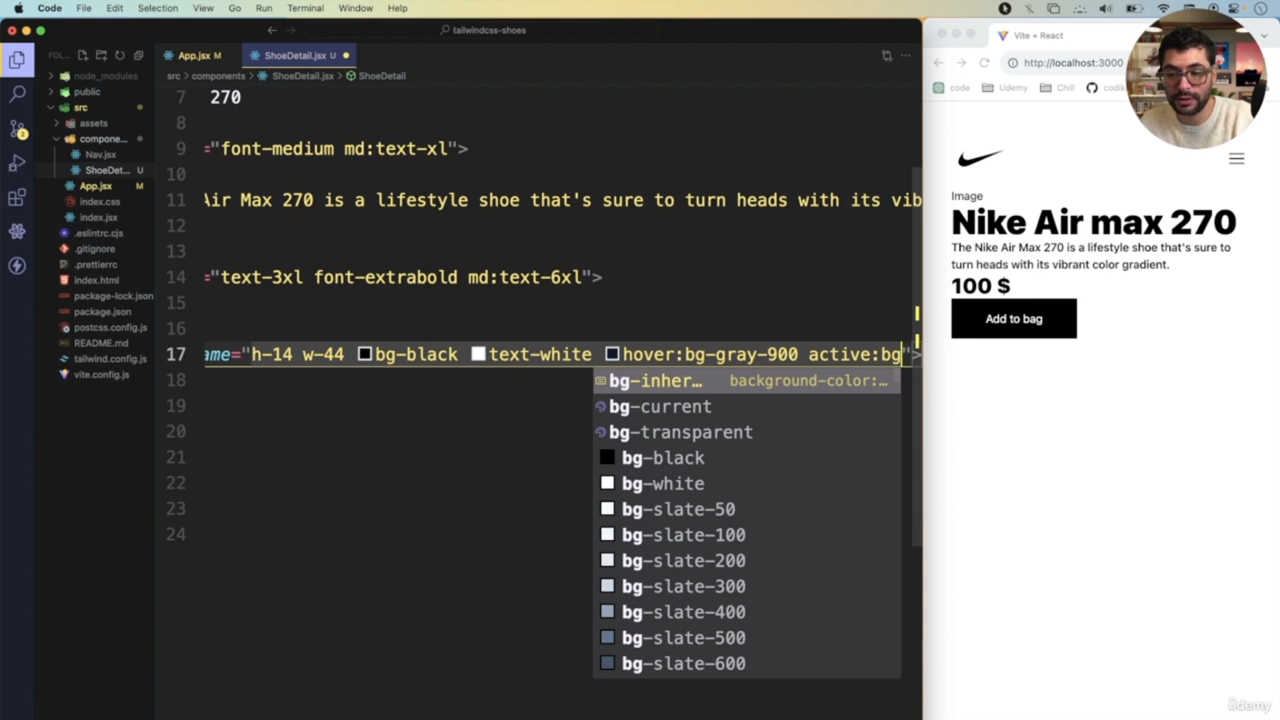 Code File Edit Selection View Go Run Terminal Window Help
tailwindcss-shoes
App.jsx M
ShoeDetail.jsx U
src > components > ShoeDetail.jsx > ShoeDetail
FOL...
node_modules
public
src
assets
compone...
Nav.jsx
ShoeDet... U
App.jsx M
index.css
index.jsx
.eslintrc.cjs
.gitignore
.prettierrc
index.html
package-lock.json
package.json
postcss.config.js
README.md
tailwind.config.js
vite.config.js
7 270
8
9 ="font-medium md:text-xl">
10
11 Air Max 270 is a lifestyle shoe that's sure to turn heads with its vib
12
13
14 ="text-3xl font-extrabold md:text-6xl">
15
16
17 ame="h-14 w-44 bg-black text-white hover:bg-gray-900 active:bg">
18
19
20
21
22
23
24
bg-inher... background-color:...
bg-current
bg-transparent
bg-black
bg-white
bg-slate-50
bg-slate-100
bg-slate-200
bg-slate-300
bg-slate-400
bg-slate-500
bg-slate-600
Vite + React
http://localhost:3000
code Udemy Chill codik
Image
Nike Air max 270
The Nike Air Max 270 is a lifestyle shoe that's sure to
turn heads with its vibrant color gradient.
100 $
Add to bag
ûdemy